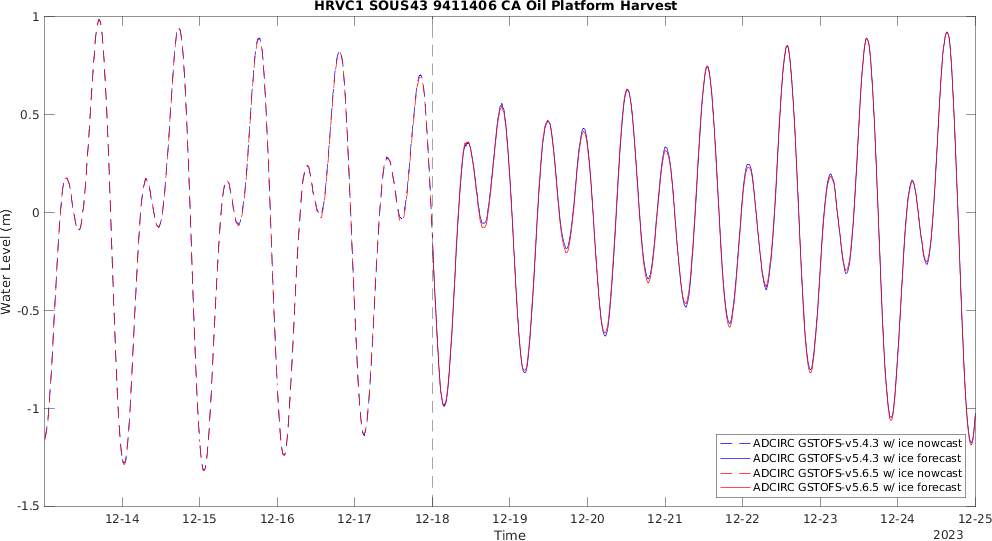 HRVC1 SOUS43 9411406 CA Oil Platform Harvest
1
0.5
0
-0.5
-1
-1.5
Water Level (m)
ADCIRC GSTOFS-v5.4.3 w/ ice nowcast
ADCIRC GSTOFS-v5.4.3 w/ ice forecast
ADCIRC GSTOFS-v5.6.5 w/ ice nowcast
ADCIRC GSTOFS-v5.6.5 w/ ice forecast
12-14 12-15 12-16 12-17 12-18 12-19 12-20 12-21 12-22 12-23 12-24 12-25
Time
2023